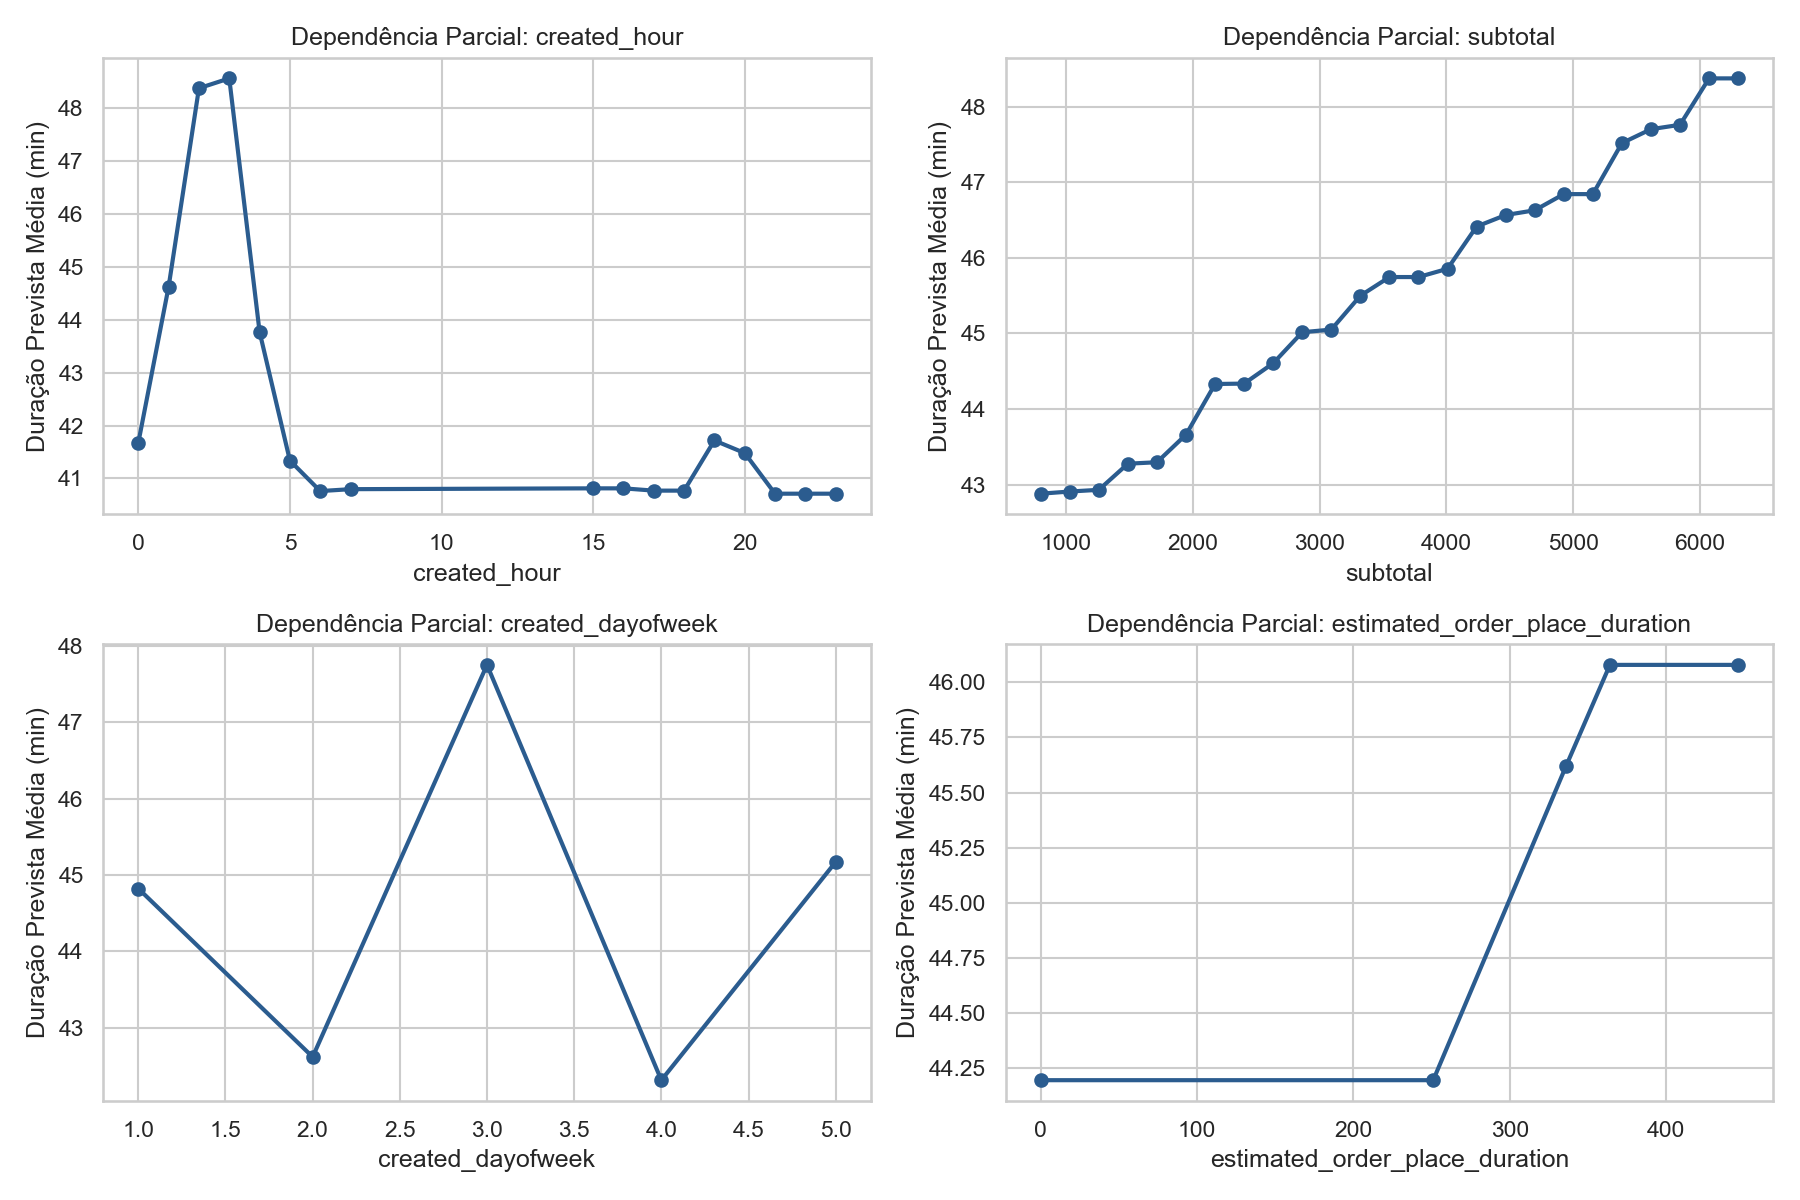 Dependência Parcial: created_hour
Duração Prevista Média (min)
48
47
46
45
44
43
42
41
0 5 10 15 20
created_hour
Dependência Parcial: subtotal
Duração Prevista Média (min)
48
47
46
45
44
43
1000 2000 3000 4000 5000 6000
subtotal
Dependência Parcial: created_dayofweek
Duração Prevista Média (min)
48
47
46
45
44
43
1.0 1.5 2.0 2.5 3.0 3.5 4.0 4.5 5.0
created_dayofweek
Dependência Parcial: estimated_order_place_duration
Duração Prevista Média (min)
46.00
45.75
45.50
45.25
45.00
44.75
44.50
44.25
0 100 200 300 400
estimated_order_place_duration